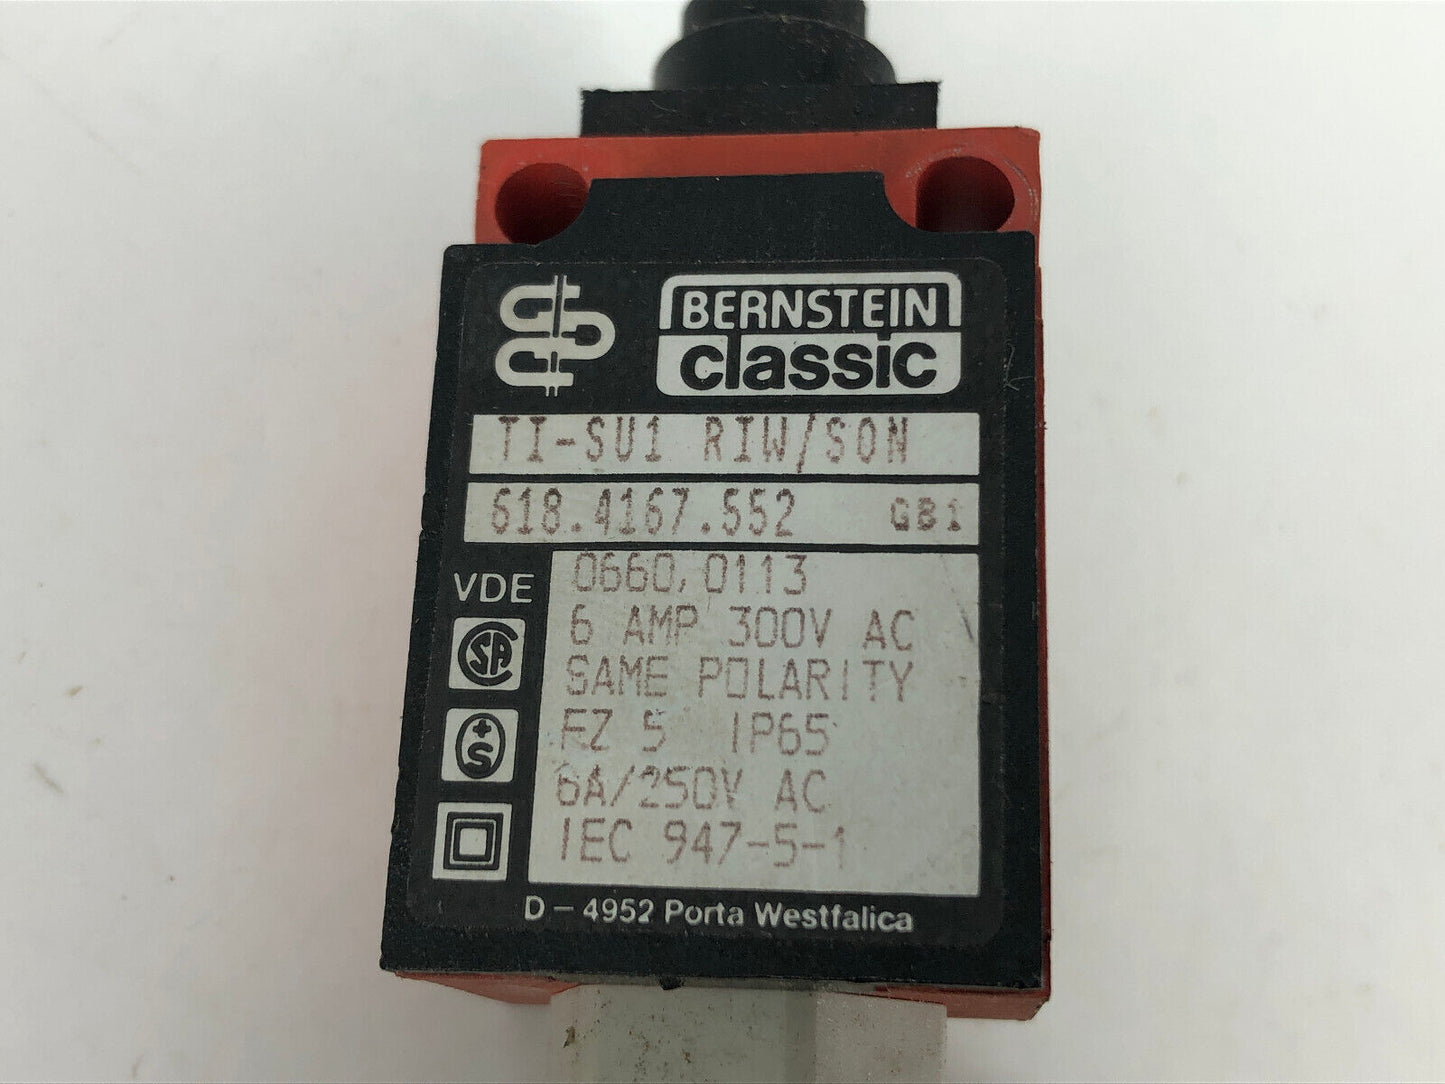 BERNSTEIN
classic
TI-SU1 RIW/SON
618.4167.552 GB1
VDE 0660, 0113
6 AMP 300V AC
SAME POLARITY
FZ 5 IP65
6A/250V AC
IEC 947-5-1
SA
+S
D – 4952 Porta Westfalica